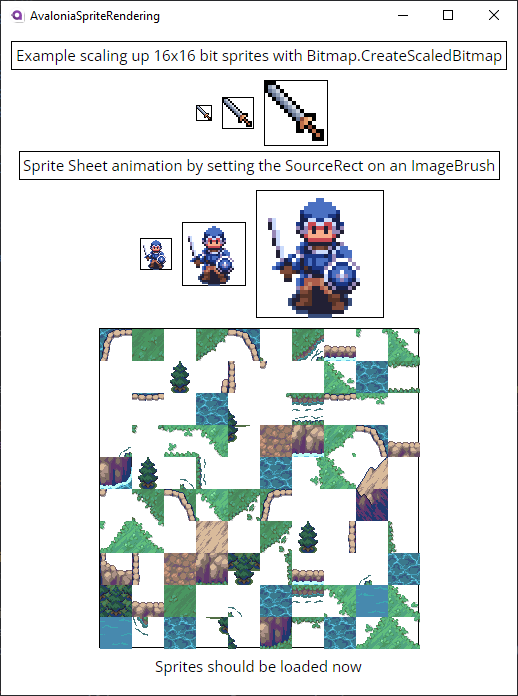 AvaloniaSpriteRendering
Example scaling up 16x16 bit sprites with Bitmap.CreateScaledBitmap
Sprite Sheet animation by setting the SourceRect on an ImageBrush
Sprites should be loaded now